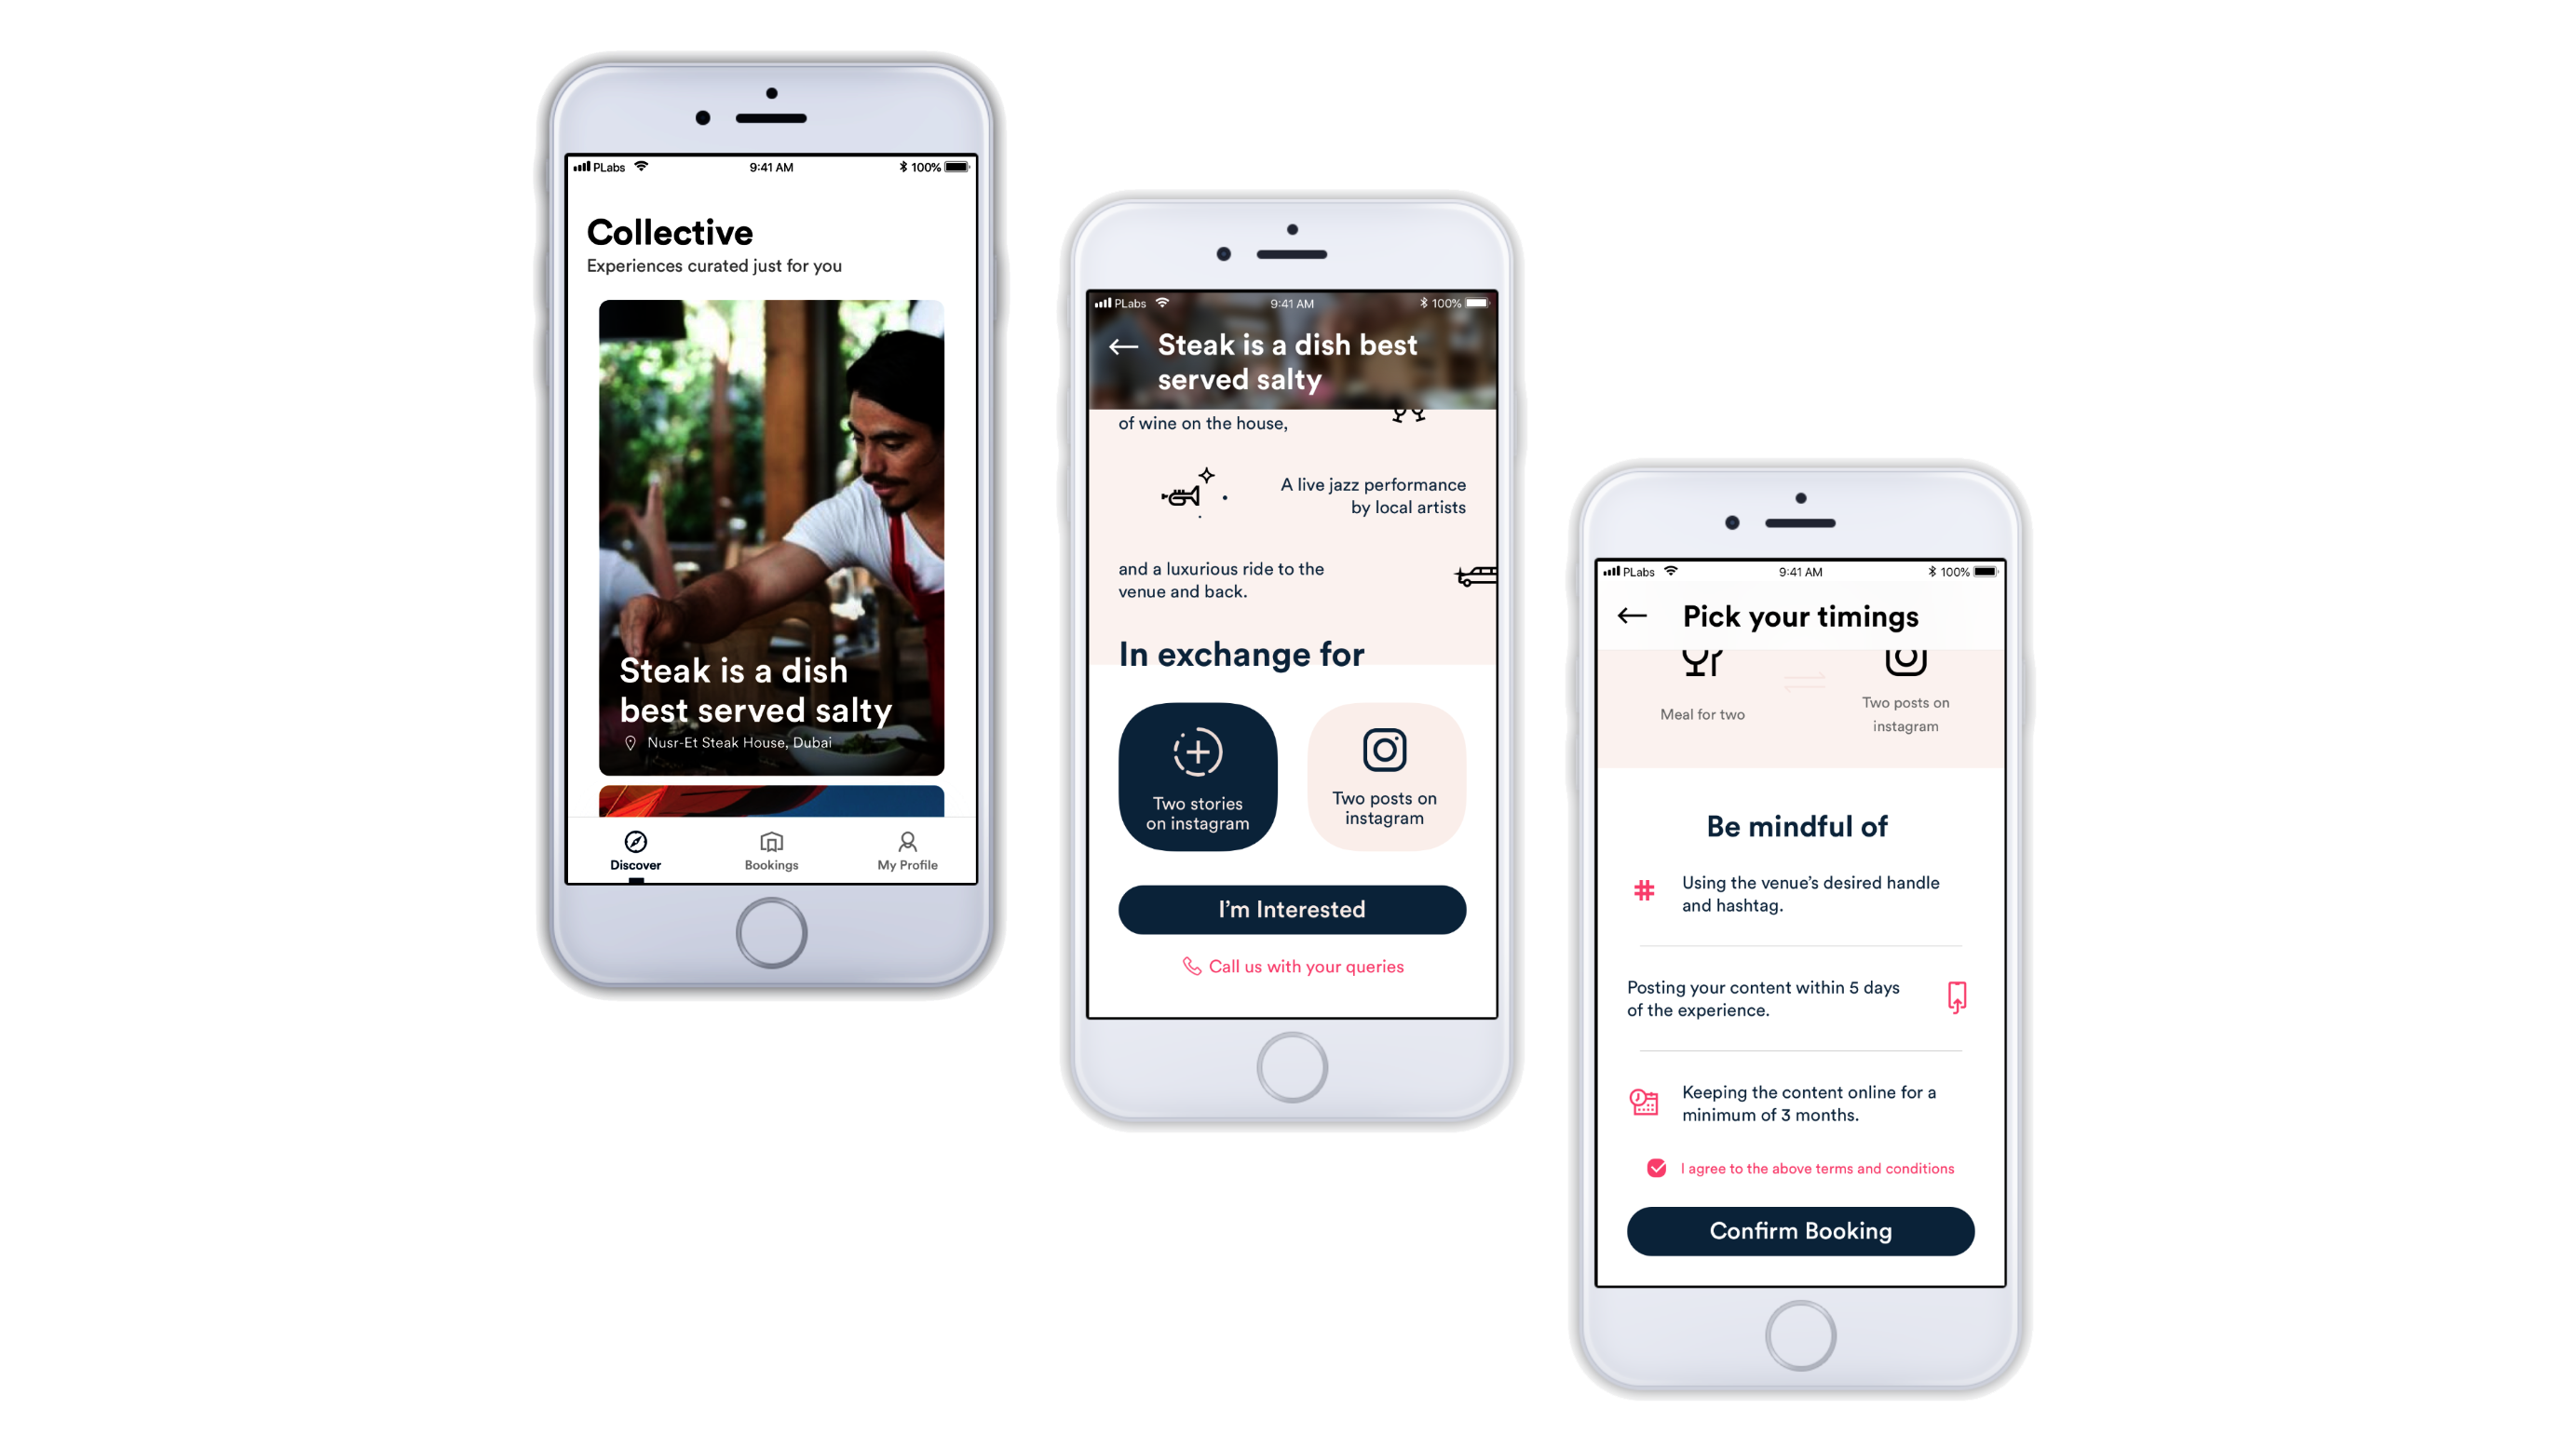 PLabs 9:41 AM 100%
Collective
Experiences curated just for you
Steak is a dish
best served salty
Nusr-Et Steak House, Dubai
Discover Bookings My Profile
PLabs 9:41 AM 100%
Steak is a dish best
served salty
of wine on the house,
A live jazz performance
by local artists
and a luxurious ride to the
venue and back.
In exchange for
Two stories
on instagram
Two posts on
instagram
I'm Interested
Call us with your queries
PLabs 9:41 AM 100%
Pick your timings
Meal for two
Two posts on
instagram
Be mindful of
# Using the venue’s desired handle
and hashtag.
Posting your content within 5 days
of the experience.
Keeping the content online for a
minimum of 3 months.
I agree to the above terms and conditions
Confirm Booking